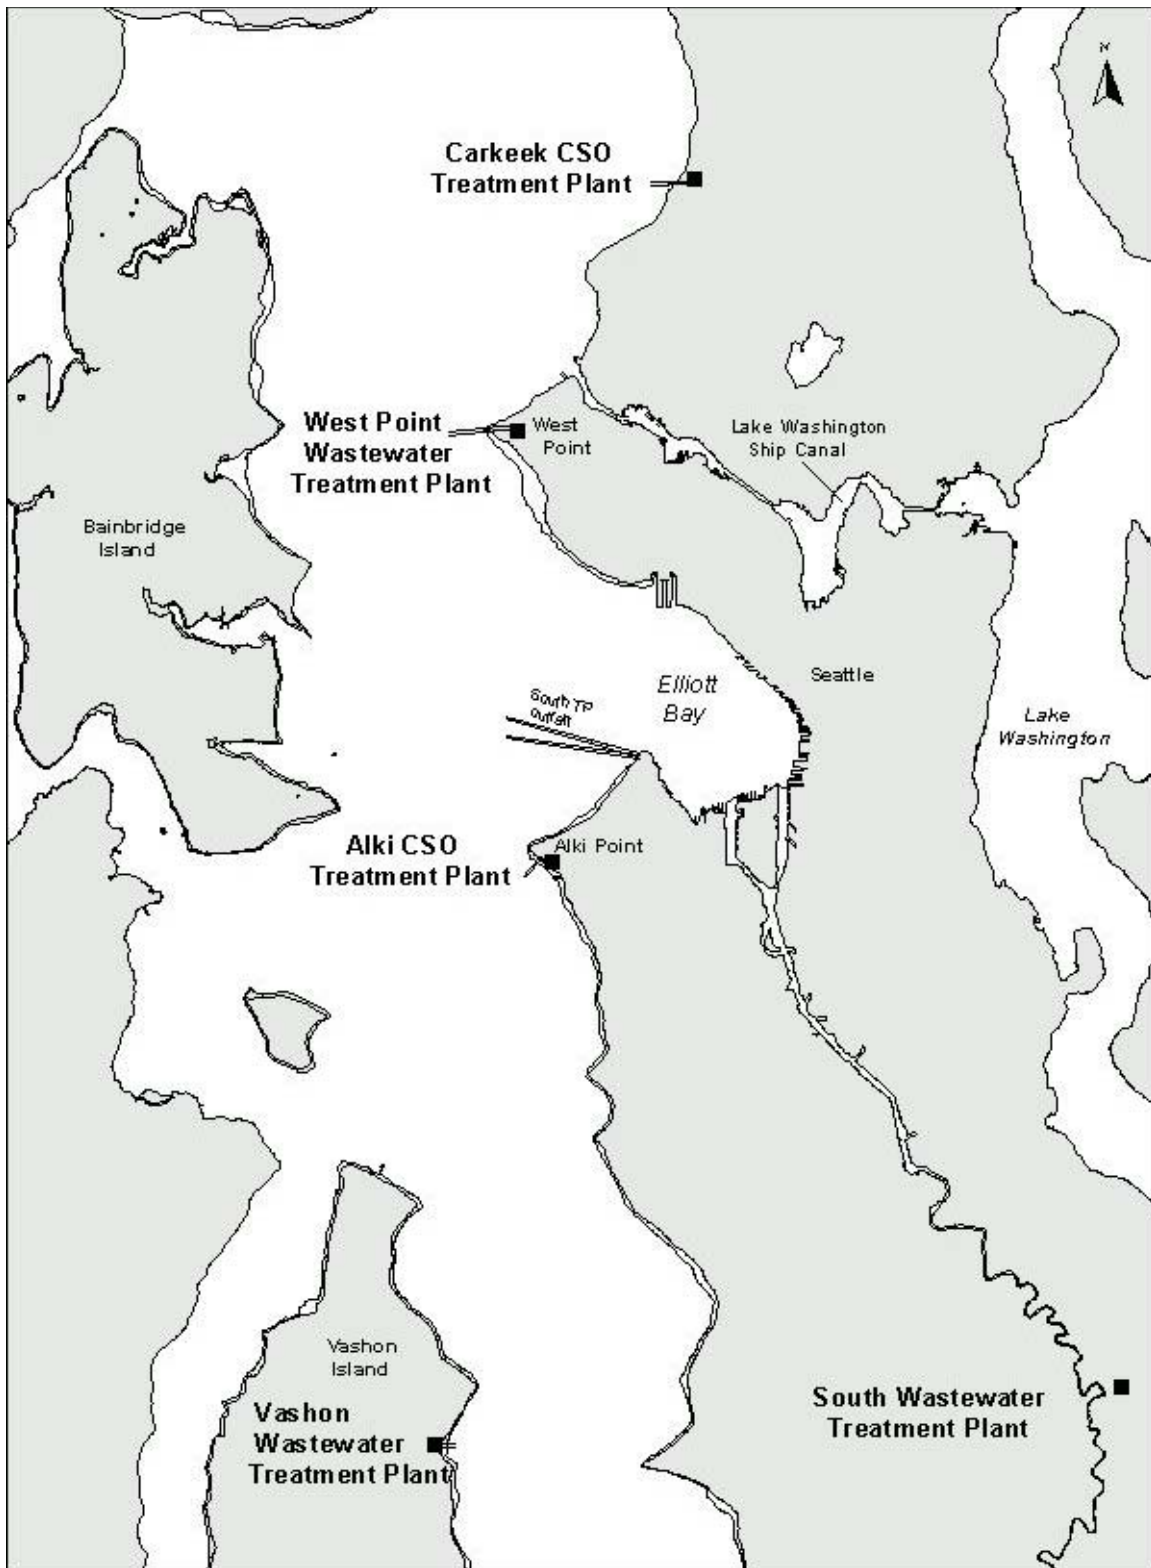 N
Carkeek CSO
Treatment Plant
West Point
Wastewater
Treatment Plant
West
Point
Lake Washington
Ship Canal
Bainbridge
Island
Seattle
Elliott
Bay
South TP
outfall
Lake
Washington
Alki CSO
Treatment Plant
Alki Point
Vashon
Island
Vashon
Wastewater
Treatment Plant
South Wastewater
Treatment Plant